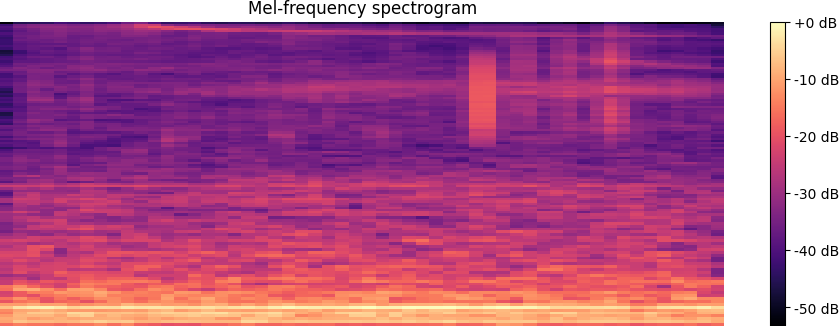 Mel-frequency spectrogram
+0 dB
-10 dB
-20 dB
-30 dB
-40 dB
-50 dB